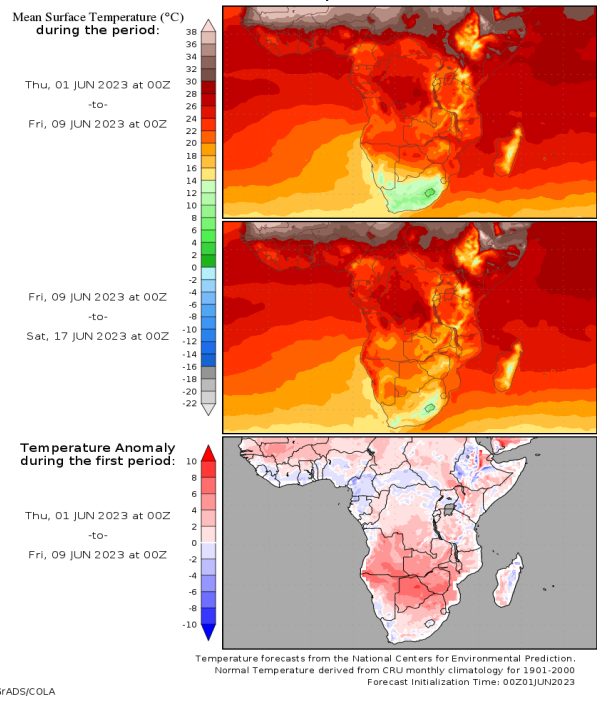 Mean Surface Temperature (°C)
during the period:
Thu, 01 JUN 2023 at 00Z
-to-
Fri, 09 JUN 2023 at 00Z
38
36
34
32
30
28
26
24
22
20
18
16
14
12
10
8
6
4
2
0
-2
-4
-6
-8
-10
-12
-14
-16
-18
-20
-22
Fri, 09 JUN 2023 at 00Z
-to-
Sat, 17 JUN 2023 at 00Z
Temperature Anomaly
during the first period:
Thu, 01 JUN 2023 at 00Z
-to-
Fri, 09 JUN 2023 at 00Z
10
8
6
4
2
0
-2
-4
-6
-8
-10
Temperature forecasts from the National Centers for Environmental Prediction.
Normal Temperature derived from CRU monthly climatology for 1901-2000
Forecast Initialization Time: 00Z01JUN2023
GrADS/COLA